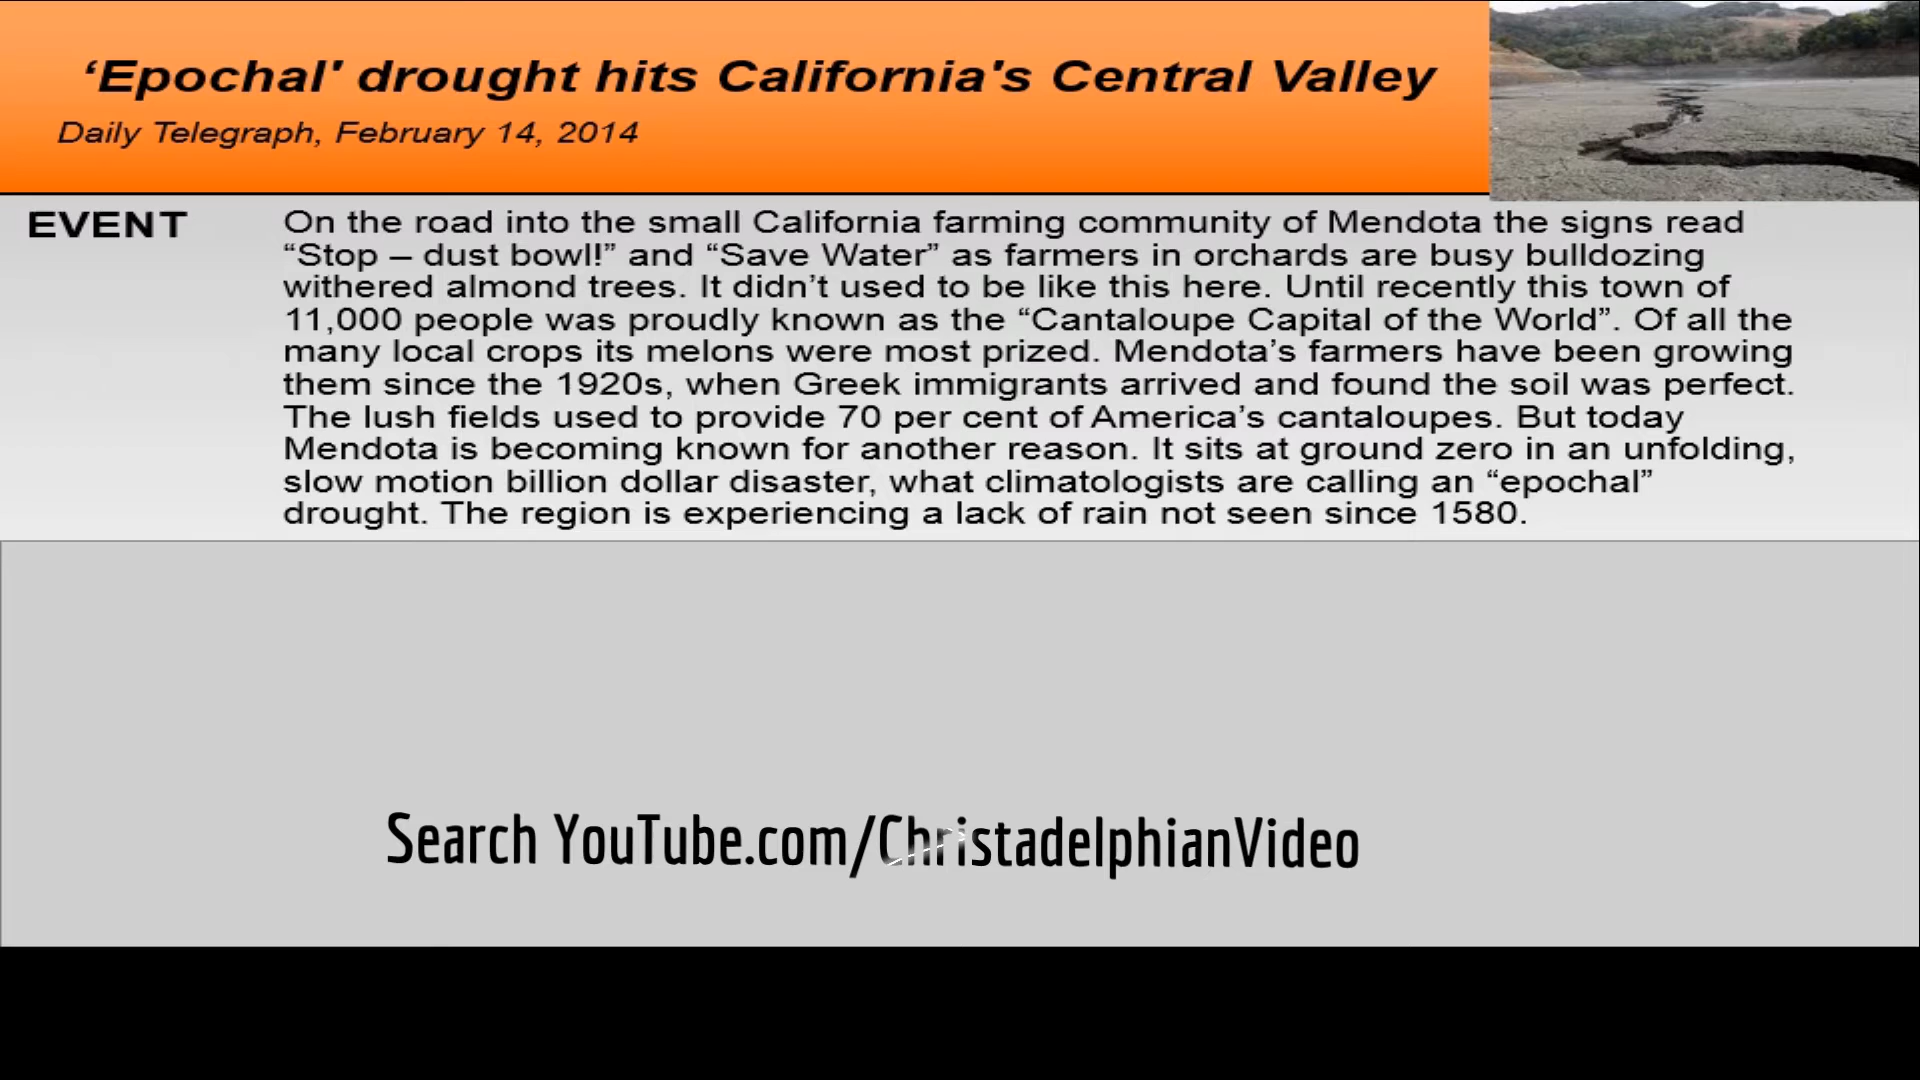 ‘Epochal' drought hits California's Central Valley
Daily Telegraph, February 14, 2014
EVENT
On the road into the small California farming community of Mendota the signs read
“Stop – dust bowl!” and “Save Water” as farmers in orchards are busy bulldozing
withered almond trees. It didn’t used to be like this here. Until recently this town of
11,000 people was proudly known as the “Cantaloupe Capital of the World”. Of all the
many local crops its melons were most prized. Mendota’s farmers have been growing
them since the 1920s, when Greek immigrants arrived and found the soil was perfect.
The lush fields used to provide 70 per cent of America’s cantaloupes. But today
Mendota is becoming known for another reason. It sits at ground zero in an unfolding,
slow motion billion dollar disaster, what climatologists are calling an “epochal”
drought. The region is experiencing a lack of rain not seen since 1580.
Search YouTube.com/ChristadelphianVideo